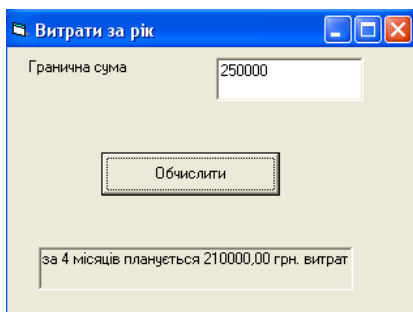 Витрати за рік
Гранична сума
250000
Обчислити
за 4 місяців планується 210000,00 грн. витрат